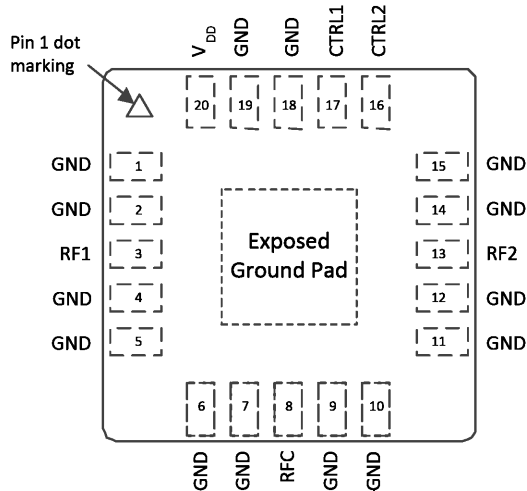 Pin 1 dot
marking
V DD
GND
GND
CTRL1
CTRL2
20
19
18
17
16
GND 1
GND 2
RF1 3
GND 4
GND 5
Exposed
Ground Pad
15 GND
14 GND
13 RF2
12 GND
11 GND
6
7
8
9
10
GND
GND
RFC
GND
GND